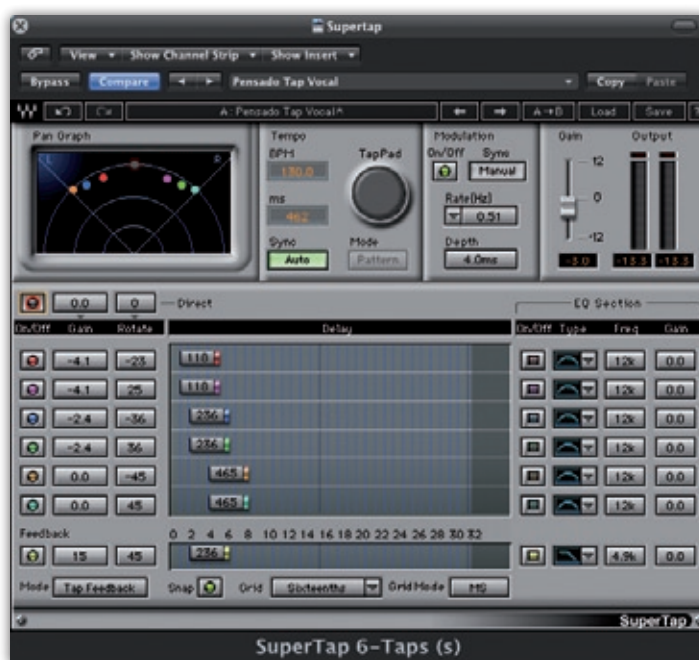 Supertap
View Show Channel Strip Show Insert
Bypass Compare Pensado Tap Vocal Copy Paste
A: Pensado Tap Vocal* A→B Load Save
Pan Graph Tempo Modulation Gain Output
L R BPM TapPad On/Off Sync 12
130.0 Manual
ms Rate(Hz) 0
462 0.51
Sync Mode Depth -12
Auto Pattern 4.0ms -3.0 -13.3 -13.3
0.0 0 Direct EQ Section
On/Off Gain Rotate Delay On/Off Type Freq Gain
-4.1 -23 110 12k 0.0
-4.1 25 110 12k 0.0
-2.4 -36 236 12k 0.0
-2.4 36 236 12k 0.0
0.0 -45 465 12k 0.0
0.0 45 465 12k 0.0
Feedback 0 2 4 6 8 10 12 14 16 18 20 22 24 26 28 30 32
15 45 236 4.9k 0.0
Mode Tap Feedback Snap Grid Sixteenths Grid Mode MS
SuperTap
SuperTap 6-Taps (s)